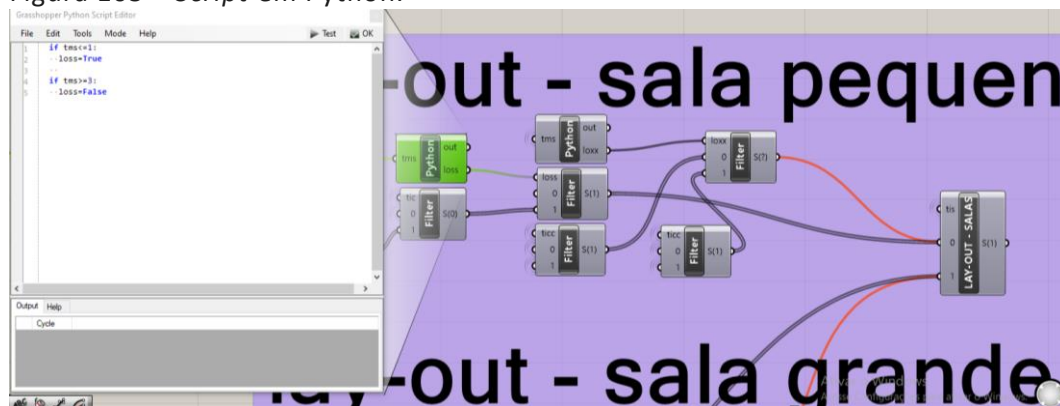 Figura 103 – Script em Python.
Grasshopper Python Script Editor
File Edit Tools Mode Help Test OK
1 if tms<=1:
2 ··loss=True
3 ··
4 if tms>=3:
5 ··loss=False
Output Help
Cycle
-out - sala pequen
tms Python out loss
tic 0 1 Filter S(0)
tms Python out loxx
loss 0 1 Filter S(1)
ticc 0 1 Filter S(1)
loxx 0 1 Filter S(?)
ticc 0 1 Filter S(1)
tis 0 1 LAY-OUT - SALAS S(1)
lay-out - sala grande